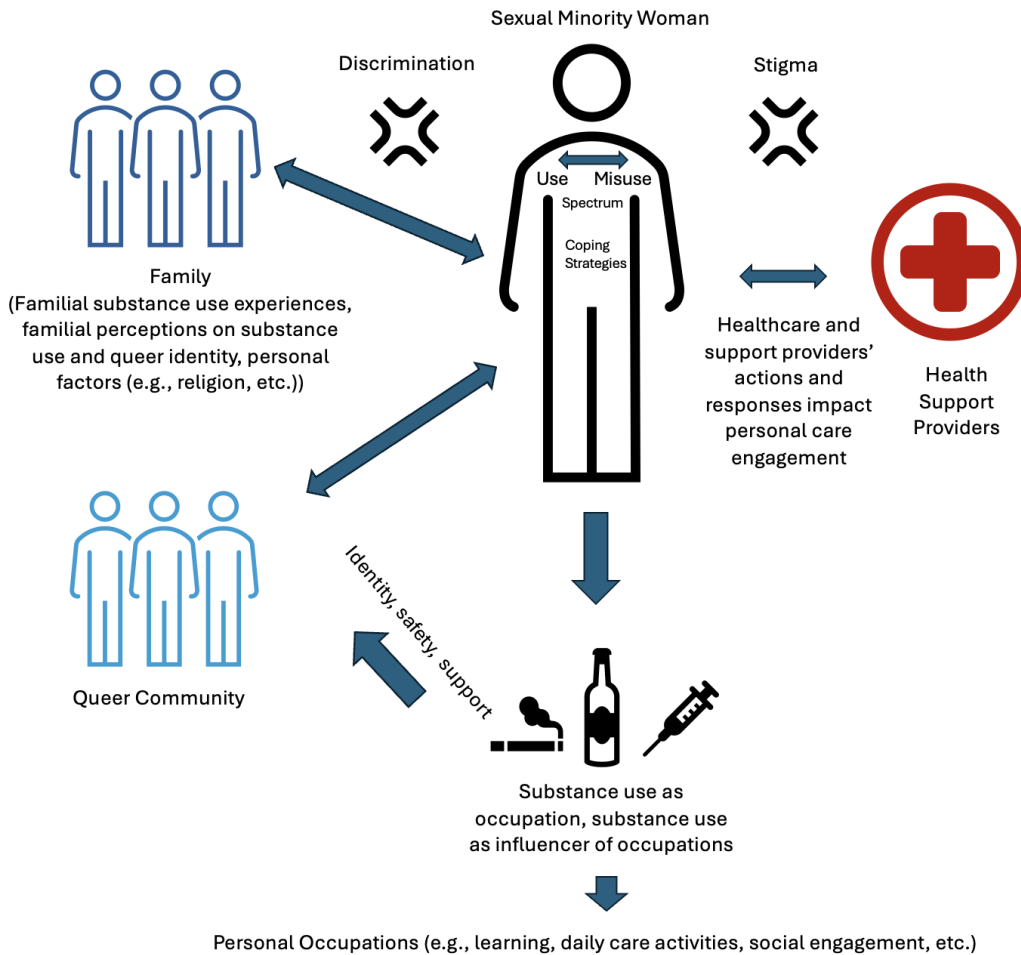 Sexual Minority Woman
Discrimination
Stigma
Use Misuse
Spectrum
Coping
Strategies
Family
(Familial substance use experiences,
familial perceptions on substance
use and queer identity, personal
factors (e.g., religion, etc.))
Healthcare and
support providers’
actions and
responses impact
personal care
engagement
Health
Support
Providers
Queer Community
Identity, safety, support
Substance use as
occupation, substance use
as influencer of occupations
Personal Occupations (e.g., learning, daily care activities, social engagement, etc.)